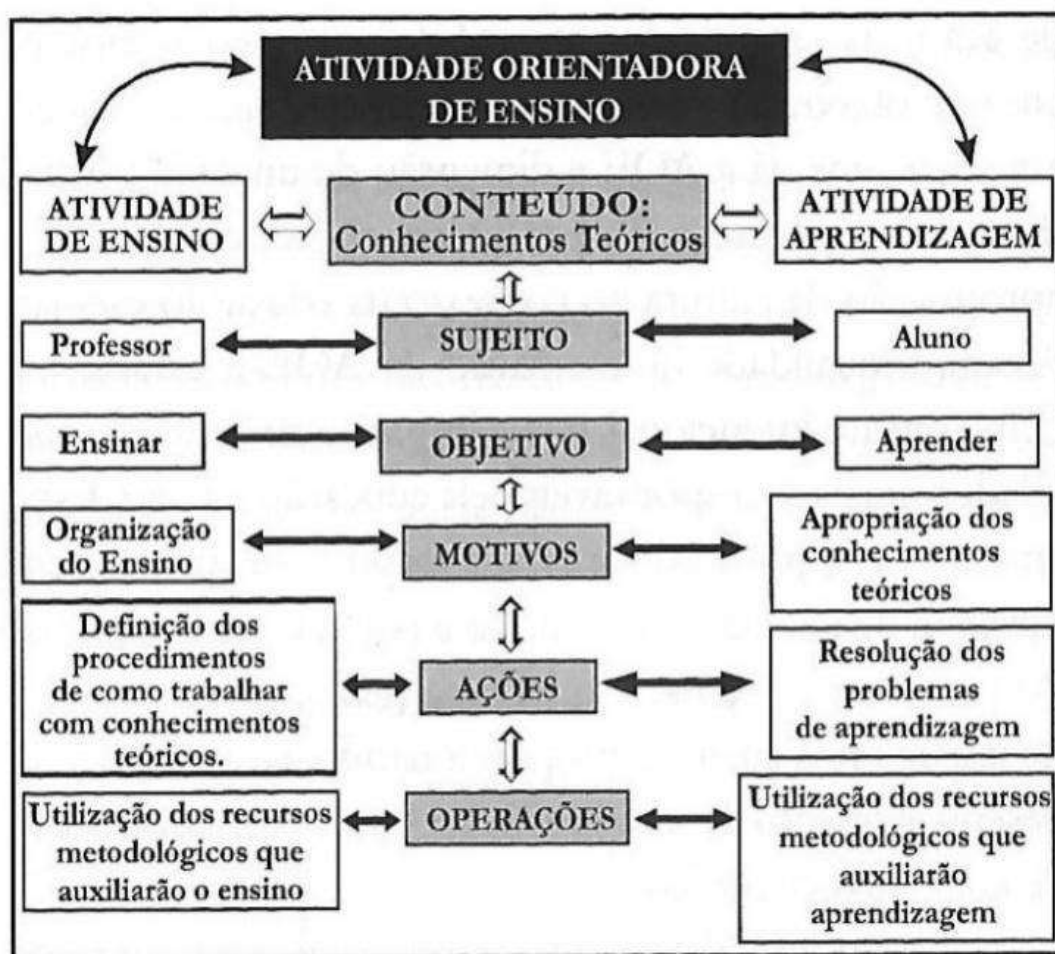 ATIVIDADE ORIENTADORA
DE ENSINO
ATIVIDADE
DE ENSINO
CONTEÚDO:
Conhecimentos Teóricos
ATIVIDADE DE
APRENDIZAGEM
Professor
SUJEITO
Aluno
Ensinar
OBJETIVO
Aprender
Organização
do Ensino
MOTIVOS
Apropriação dos
conhecimentos
teóricos
Definição dos
procedimentos
de como trabalhar
com conhecimentos
teóricos.
AÇÕES
Resolução dos
problemas
de aprendizagem
Utilização dos recursos
metodológicos que
auxiliarão o ensino
OPERAÇÕES
Utilização dos recursos
metodológicos que
auxiliarão
aprendizagem